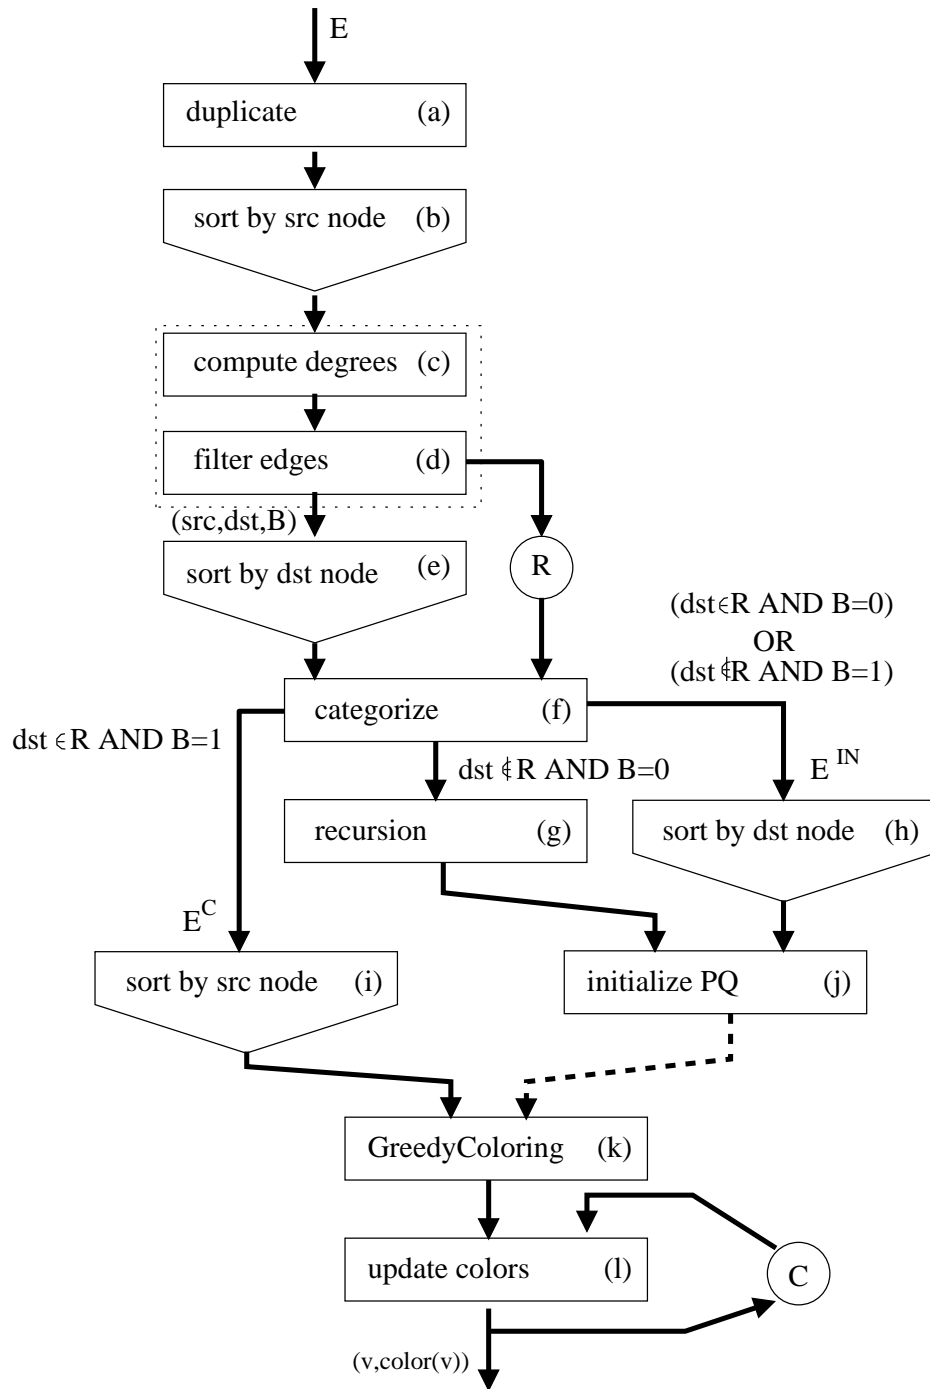 E
duplicate (a)
sort by src node (b)
compute degrees (c)
filter edges (d)
(src,dst,B)
sort by dst node (e)
R
(dst∈R AND B=0)
OR
(dst∉R AND B=1)
categorize (f)
dst ∈R AND B=1
dst ∉R AND B=0
E IN
recursion (g)
sort by dst node (h)
E C
sort by src node (i)
initialize PQ (j)
GreedyColoring (k)
update colors (l)
C
(v,color(v))